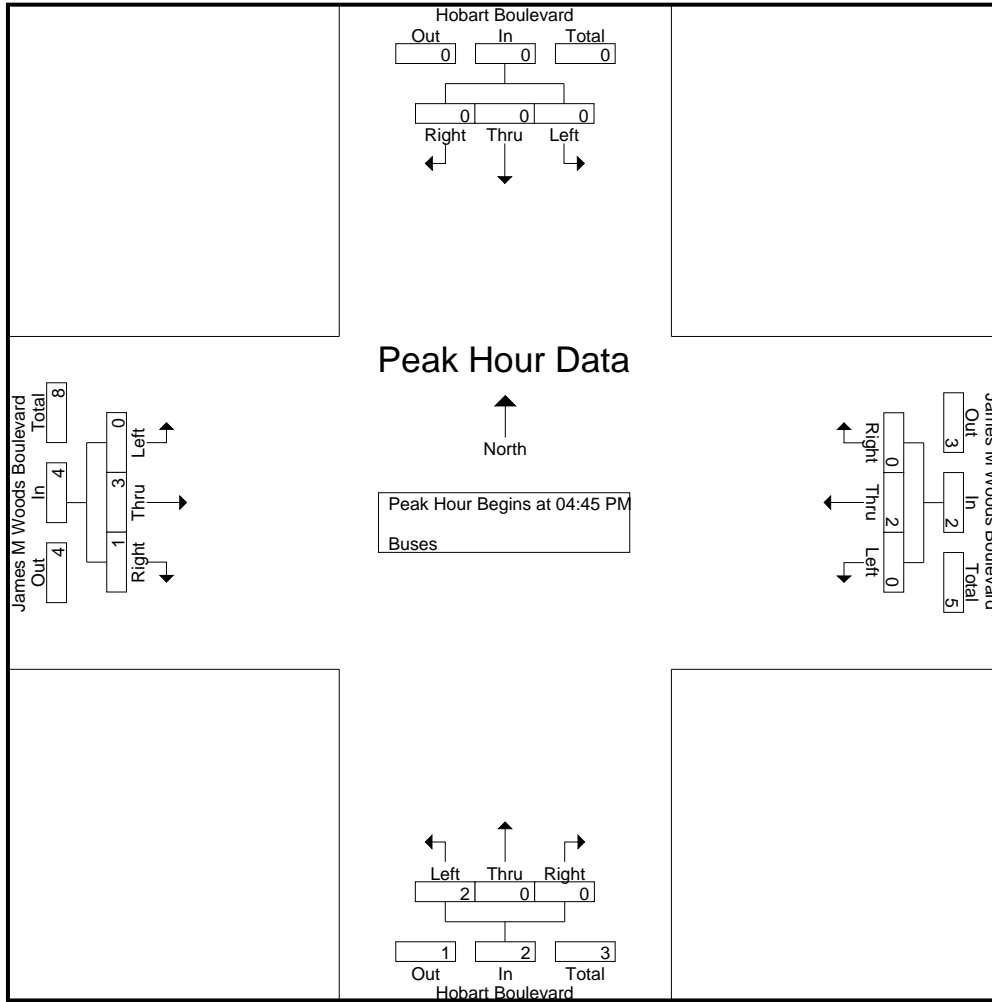 Hobart Boulevard
Out In Total
0 0 0
0 0 0
Right Thru Left
Peak Hour Data
North
Peak Hour Begins at 04:45 PM
Buses
James M Woods Boulevard
Total In Out
8 4 4
0 3 1
Left Thru Right
James M Woods Boulevard
Out In Total
3 2 5
0 2 0
Right Thru Left
Left Thru Right
2 0 0
1 2 3
Out In Total
Hobart Boulevard